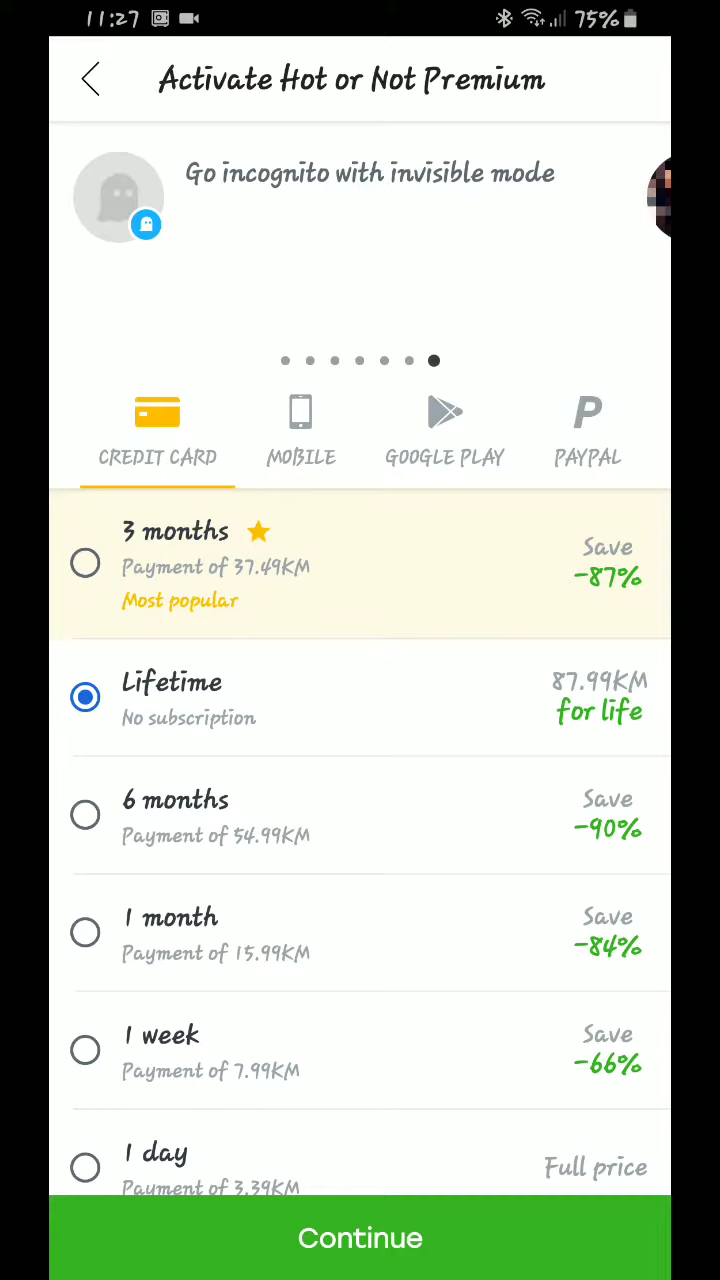 11:27
75%
Activate Hot or Not Premium
Go incognito with invisible mode
CREDIT CARD
MOBILE
GOOGLE PLAY
PAYPAL
3 months
Payment of 37.49KM
Most popular
Save
-87%
Lifetime
No subscription
87.99KM
for life
6 months
Payment of 54.99KM
Save
-90%
1 month
Payment of 15.99KM
Save
-84%
1 week
Payment of 7.99KM
Save
-66%
1 day
Payment of 3.39KM
Full price
Continue